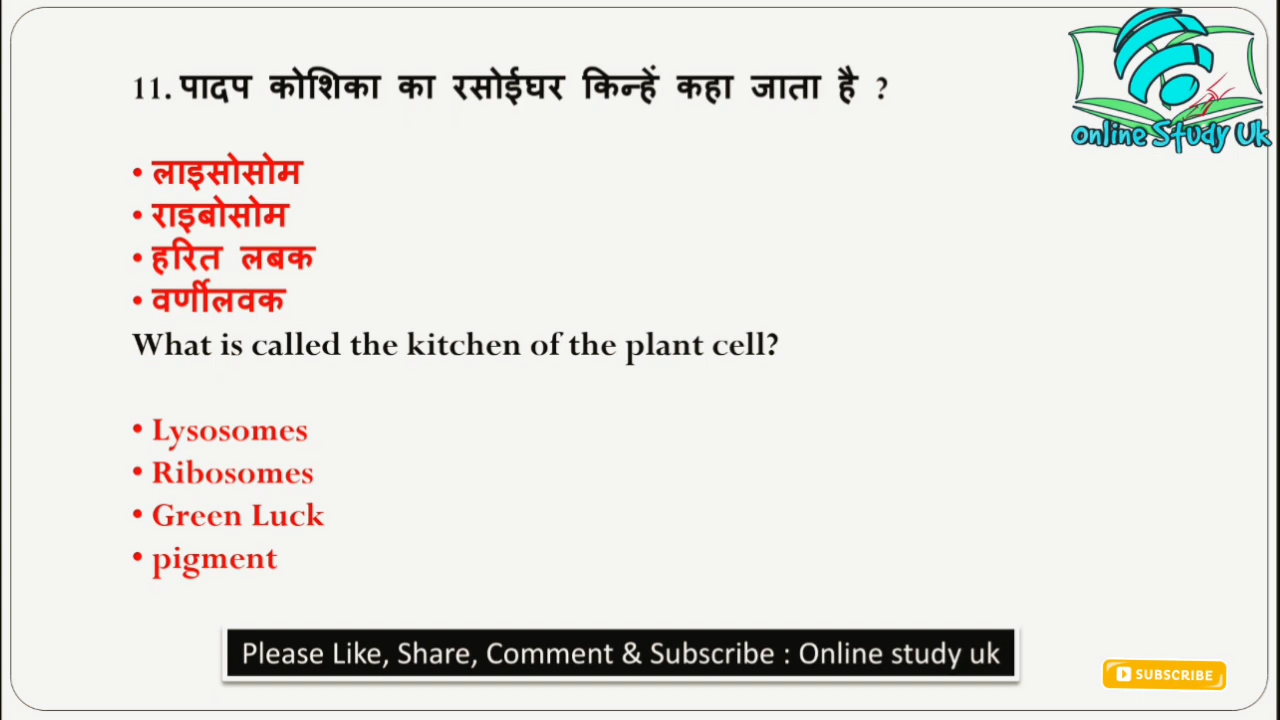 11. पादप कोशिका का रसोईघर किन्हें कहा जाता है ?
Online Study Uk
• लाइसोसोम
• राइबोसोम
• हरित लबक
• वर्णीलवक
What is called the kitchen of the plant cell?
• Lysosomes
• Ribosomes
• Green Luck
• pigment
Please Like, Share, Comment & Subscribe : Online study uk
SUBSCRIBE